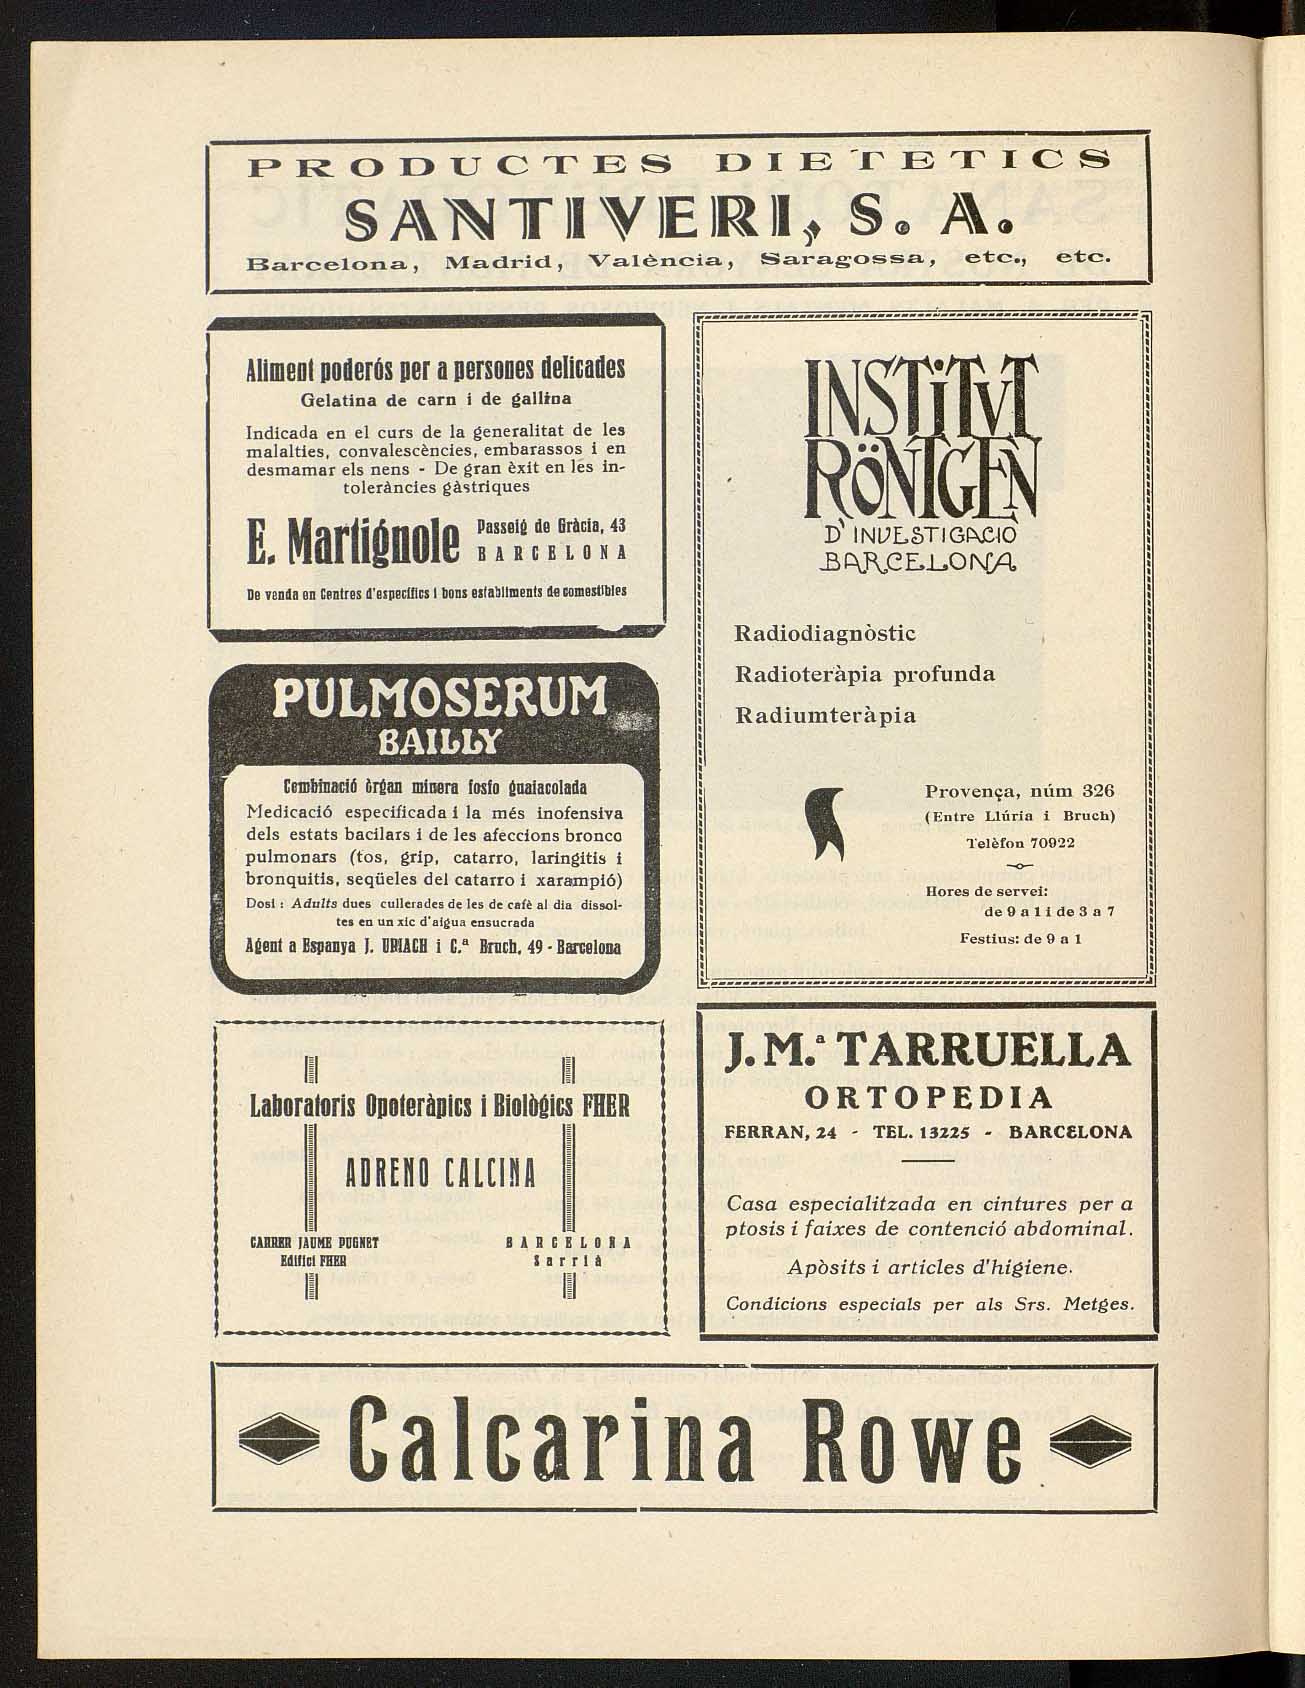 PRODUCTES DIETETICS
SANTIVERI, S. A.
Barcelona, Madrid, València, Saragossa, etc., etc.
Aliment poderós per a persones delicades
Gelatina de carn i de gallina
Indicada en el curs de la generalitat de les
malalties, convalescències, embarassos i en
desmamar els nens - De gran èxit en les in-
toleràncies gàstriques
E. Martignole
Passeig de Gràcia, 43
BARCELONA
De venda en Centres d'específics i bons establiments de comestibles
PULMOSERUM
BAILLY
Combinació òrgan minera fosfo guaiacolada
Medicació especificada i la més inofensiva
dels estats bacilars i de les afeccions bronco
pulmonars (tos, grip, catarro, laringitis i
bronquitis, seqüeles del catarro i xarampió)
Dosi: Adults dues cullerades de les de cafè al dia dissol-
tes en un xic d'aigua ensucrada
Agent a Espanya J. URIACH i C.ª Bruch, 49 - Barcelona
Laboratoris Opoteràpics i Biològics FHER
ADRENO CALCINA
CARRER JAUME PUGNET
Edifici FHER
BARCELONA
Sarrià
INSTITVT
RÖNTGEN
D'INVESTIGACIO
BARCELONA
Radiodiagnòstic
Radioteràpia profunda
Radiumteràpia
Provença, núm 326
(Entre Llúria i Bruch)
Telèfon 70922
Hores de servei:
de 9 a 1 i de 3 a 7
Festius: de 9 a 1
J. M.ª TARRUELLA
ORTOPEDIA
FERRAN, 24 - TEL. 13225 - BARCELONA
Casa especialitzada en cintures per a
ptosis i faixes de contenció abdominal.
Apòsits i articles d'higiene.
Condicions especials per als Srs. Metges.
Calcarina Rowe